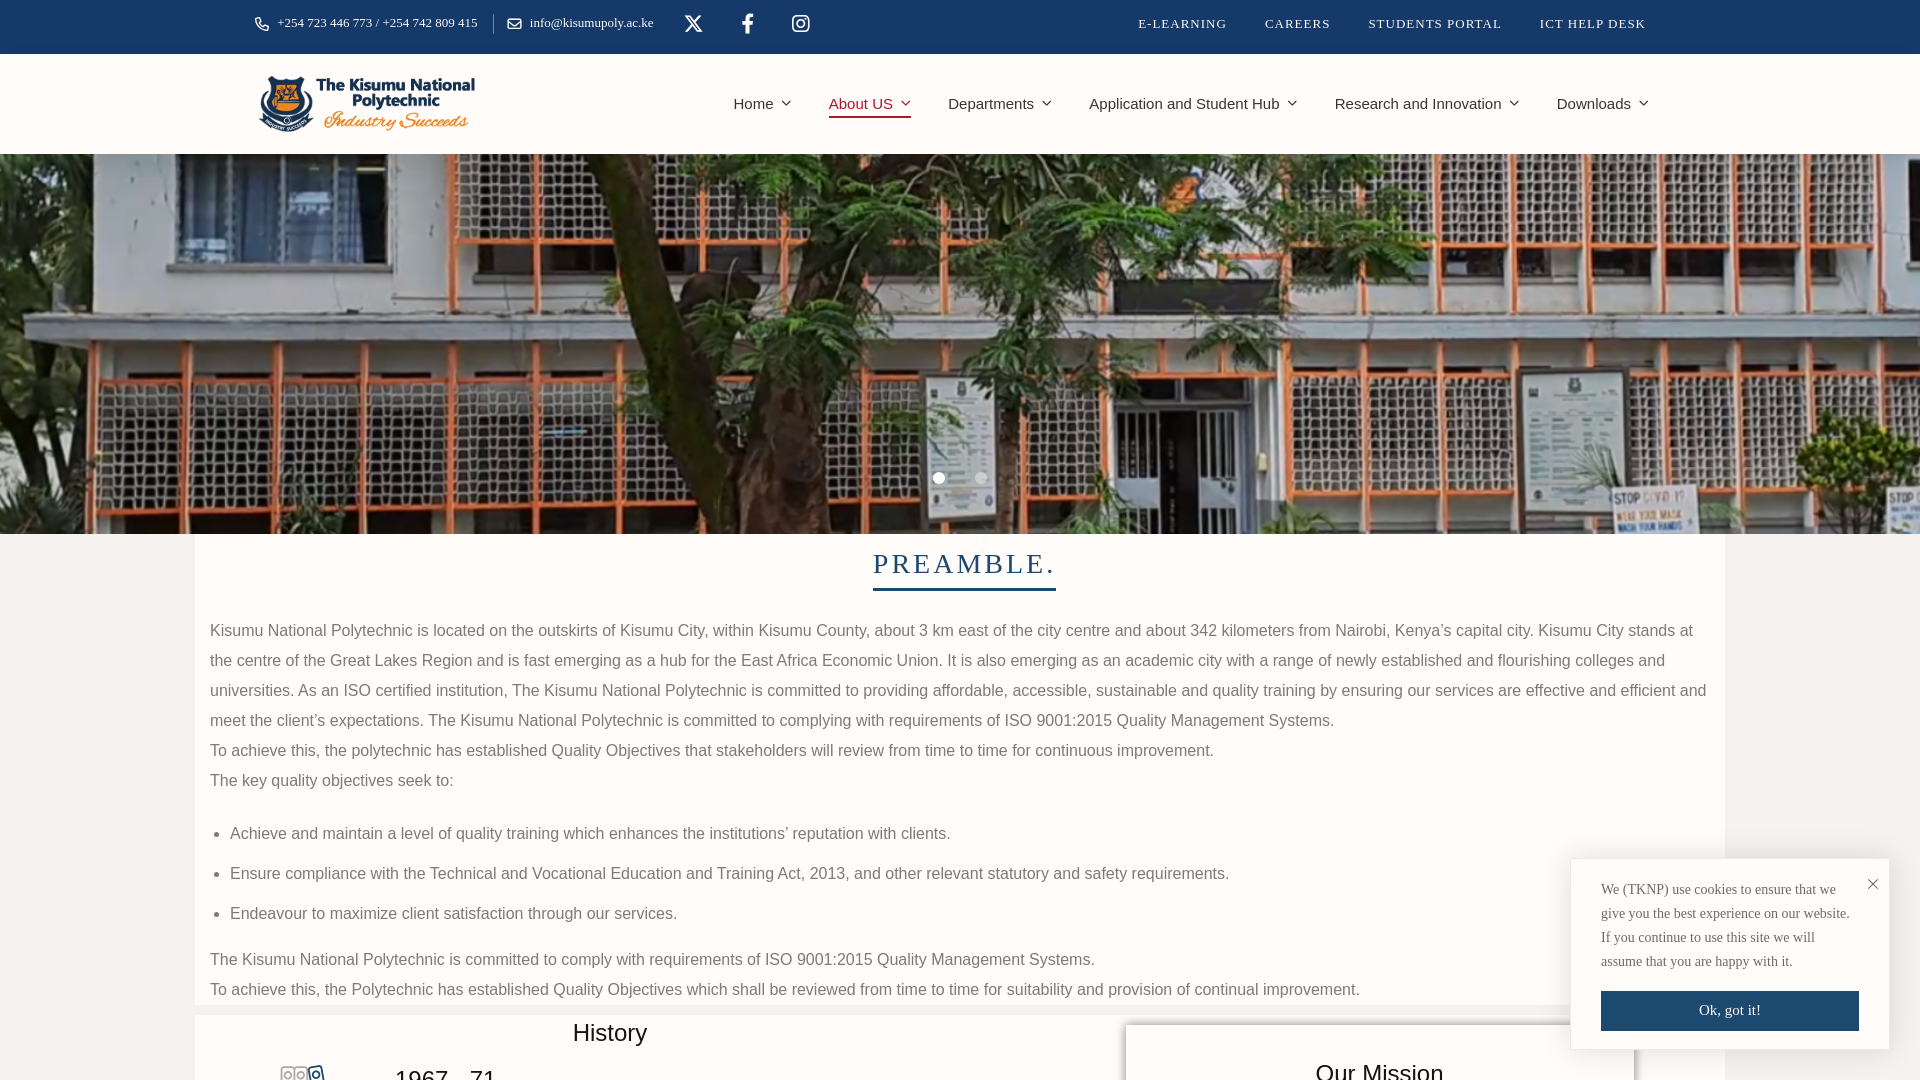 +254 723 446 773 / +254 742 809 415
info@kisumupoly.ac.ke
E-LEARNING
CAREERS
STUDENTS PORTAL
ICT HELP DESK
The Kisumu National
Polytechnic
Industry Succeeds
Home
About US
Departments
Application and Student Hub
Research and Innovation
Downloads
STOP COVID19
WEAR YOUR MASK
WASH YOUR HANDS
STOP
PREAMBLE.
Kisumu National Polytechnic is located on the outskirts of Kisumu City, within Kisumu County, about 3 km east of the city centre and about 342 kilometers from Nairobi, Kenya’s capital city. Kisumu City stands at
the centre of the Great Lakes Region and is fast emerging as a hub for the East Africa Economic Union. It is also emerging as an academic city with a range of newly established and flourishing colleges and
universities. As an ISO certified institution, The Kisumu National Polytechnic is committed to providing affordable, accessible, sustainable and quality training by ensuring our services are effective and efficient and
meet the client’s expectations. The Kisumu National Polytechnic is committed to complying with requirements of ISO 9001:2015 Quality Management Systems.
To achieve this, the polytechnic has established Quality Objectives that stakeholders will review from time to time for continuous improvement.
The key quality objectives seek to:
Achieve and maintain a level of quality training which enhances the institutions’ reputation with clients.
Ensure compliance with the Technical and Vocational Education and Training Act, 2013, and other relevant statutory and safety requirements.
Endeavour to maximize client satisfaction through our services.
The Kisumu National Polytechnic is committed to comply with requirements of ISO 9001:2015 Quality Management Systems.
To achieve this, the Polytechnic has established Quality Objectives which shall be reviewed from time to time for suitability and provision of continual improvement.
We (TKNP) use cookies to ensure that we
give you the best experience on our website.
If you continue to use this site we will
assume that you are happy with it.
Ok, got it!
History
1967 - 71
Our Mission